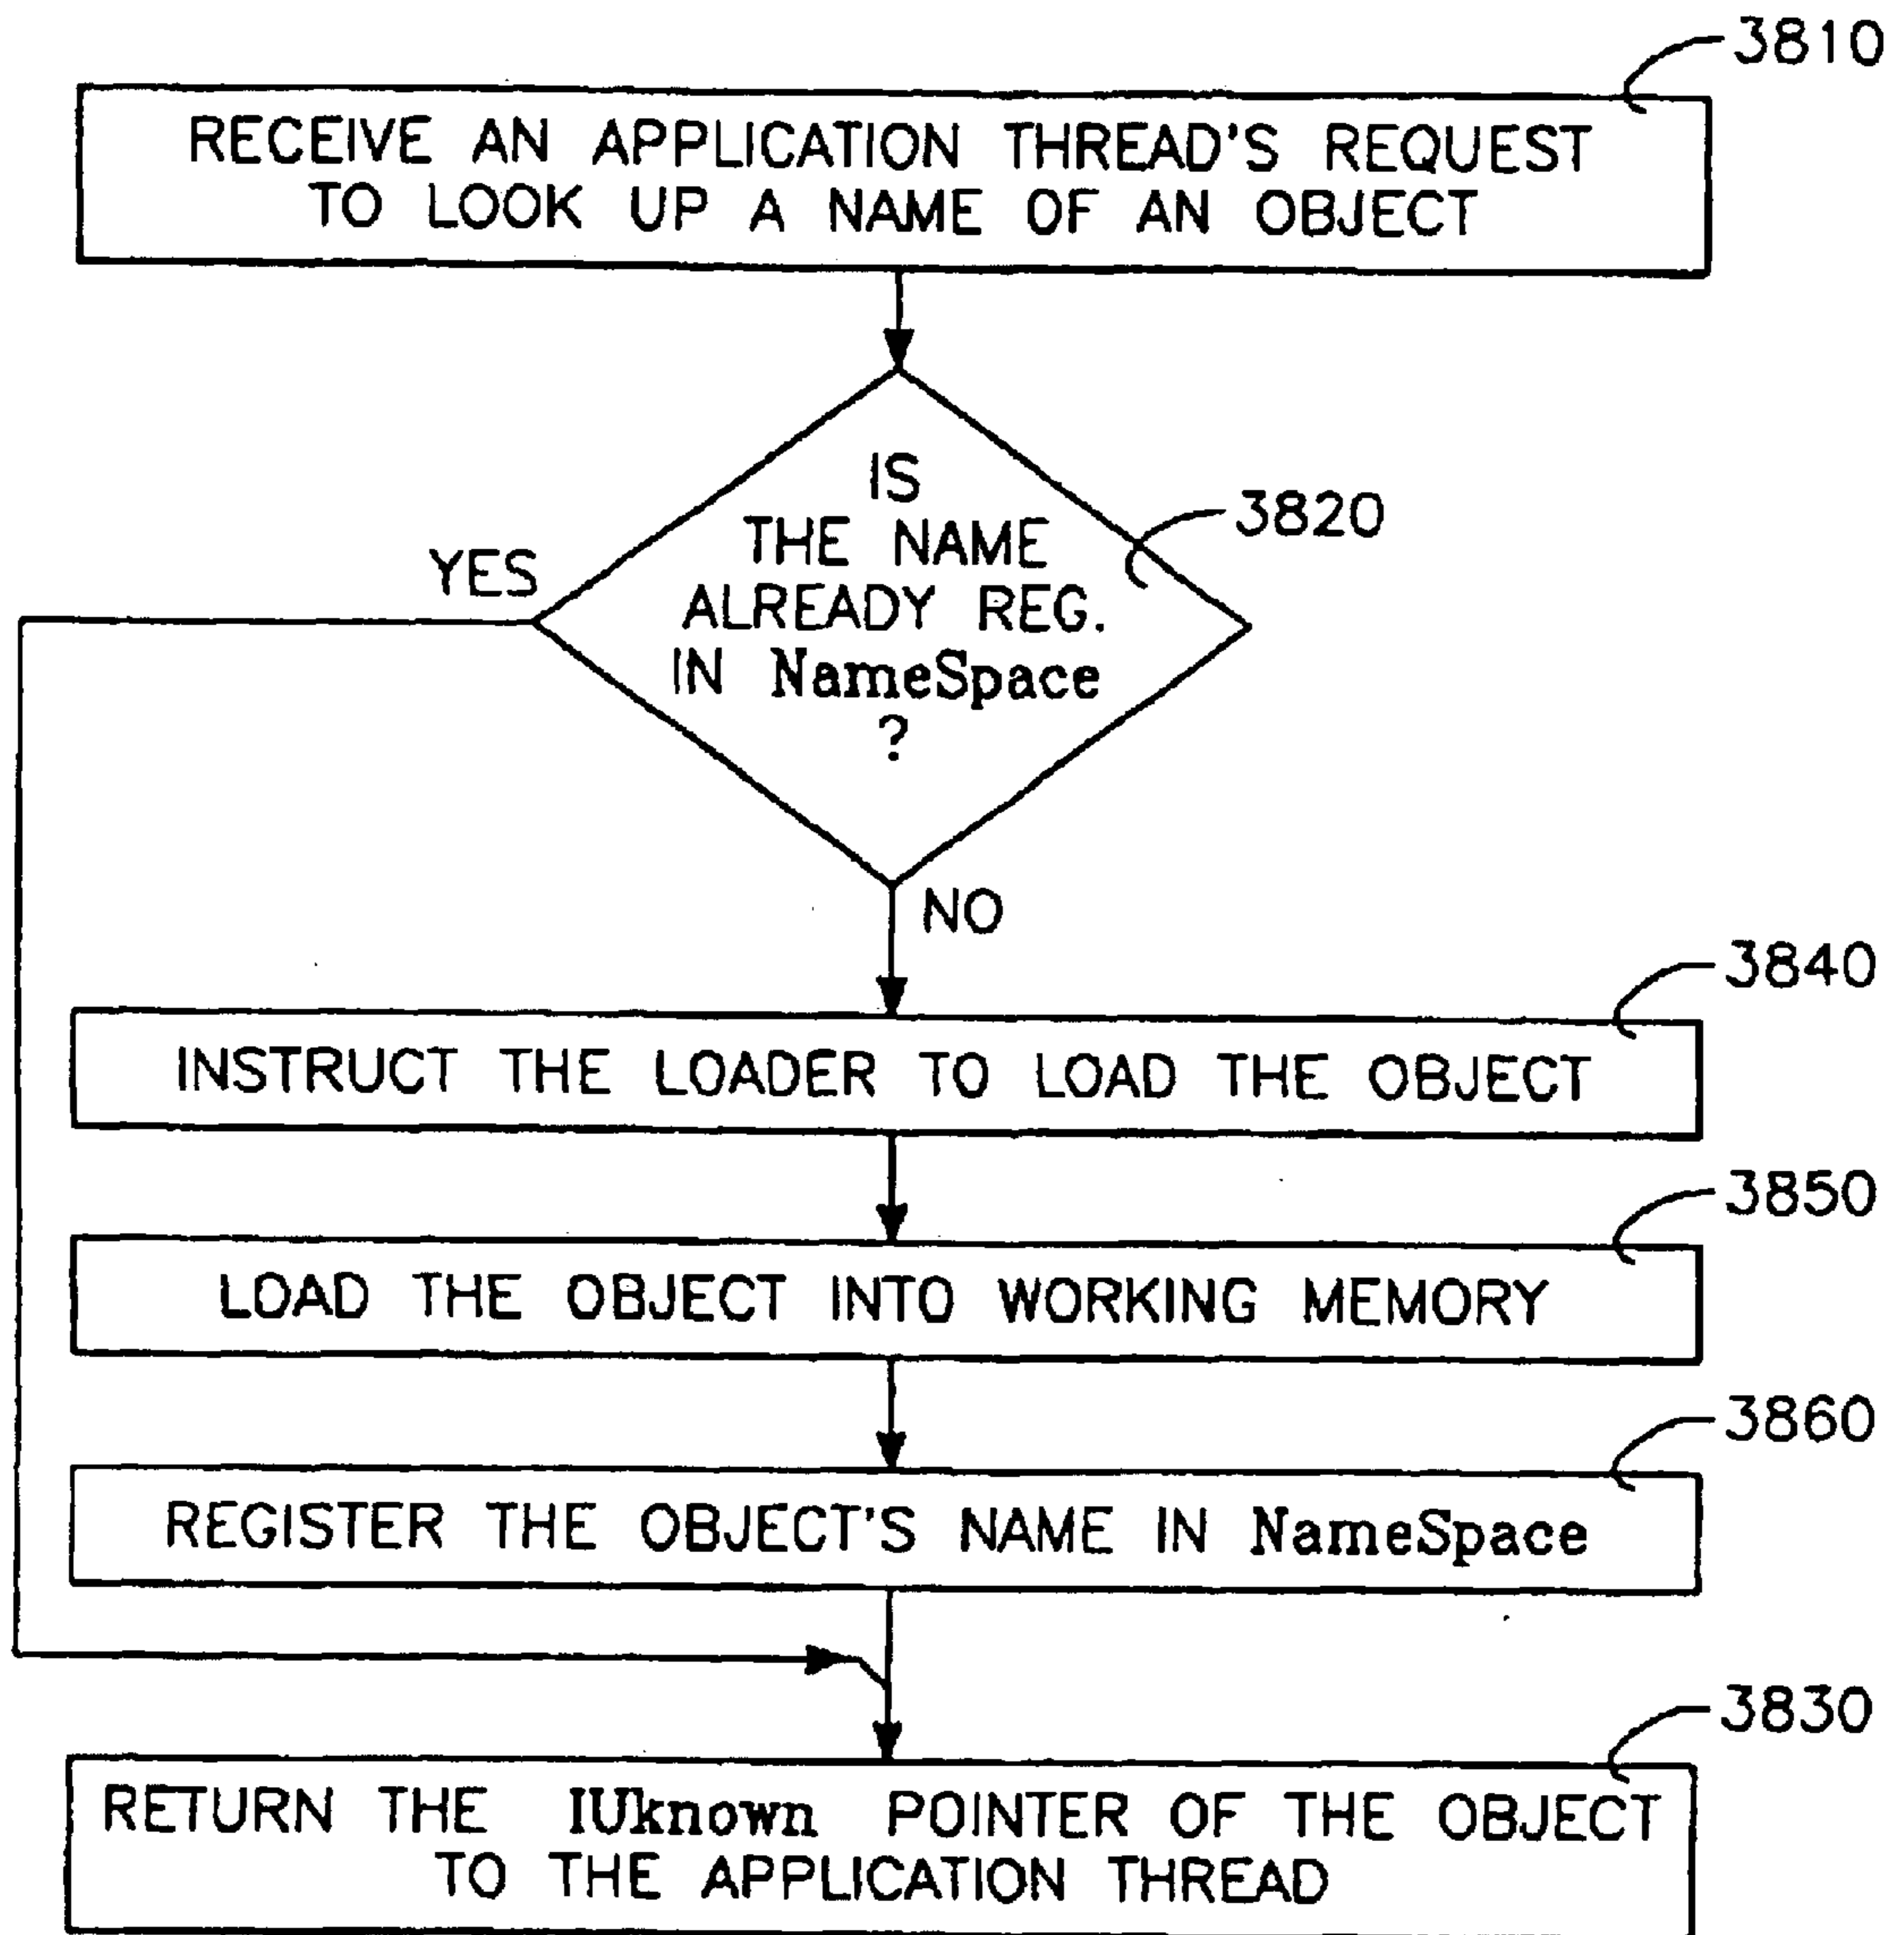 3810
RECEIVE AN APPLICATION THREAD'S REQUEST
TO LOOK UP A NAME OF AN OBJECT
IS
THE NAME
ALREADY REG.
IN NameSpace
?
3820
YES
NO
3840
INSTRUCT THE LOADER TO LOAD THE OBJECT
3850
LOAD THE OBJECT INTO WORKING MEMORY
3860
REGISTER THE OBJECT'S NAME IN NameSpace
3830
RETURN THE IUknown POINTER OF THE OBJECT
TO THE APPLICATION THREAD